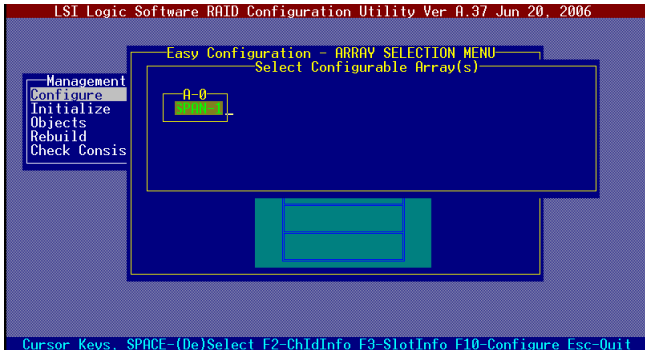 LSI Logic Software RAID Configuration Utility Ver A.37 Jun 20, 2006
Easy Configuration - ARRAY SELECTION MENU
Select Configurable Array(s)
Management
A-0
Configure
SPAN-1
Initialize
Objects
Rebuild
Check Consis
Cursor Keys, SPACE-(De)Select F2-ChIdInfo F3-SlotInfo F10-Configure Esc-Quit